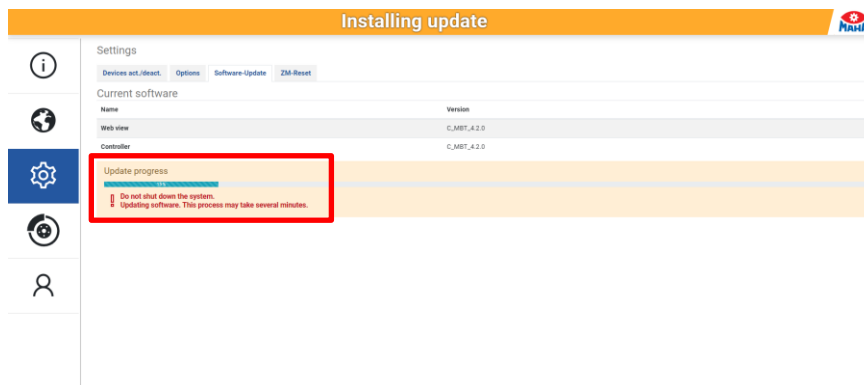 Installing update
MAHA
Settings
Devices act./deact. Options Software-Update ZM-Reset
Current software
Name Version
Web view C_MBT_4.2.0
Controller C_MBT_4.2.0
Update progress
Do not shut down the system.
Updating software. This process may take several minutes.